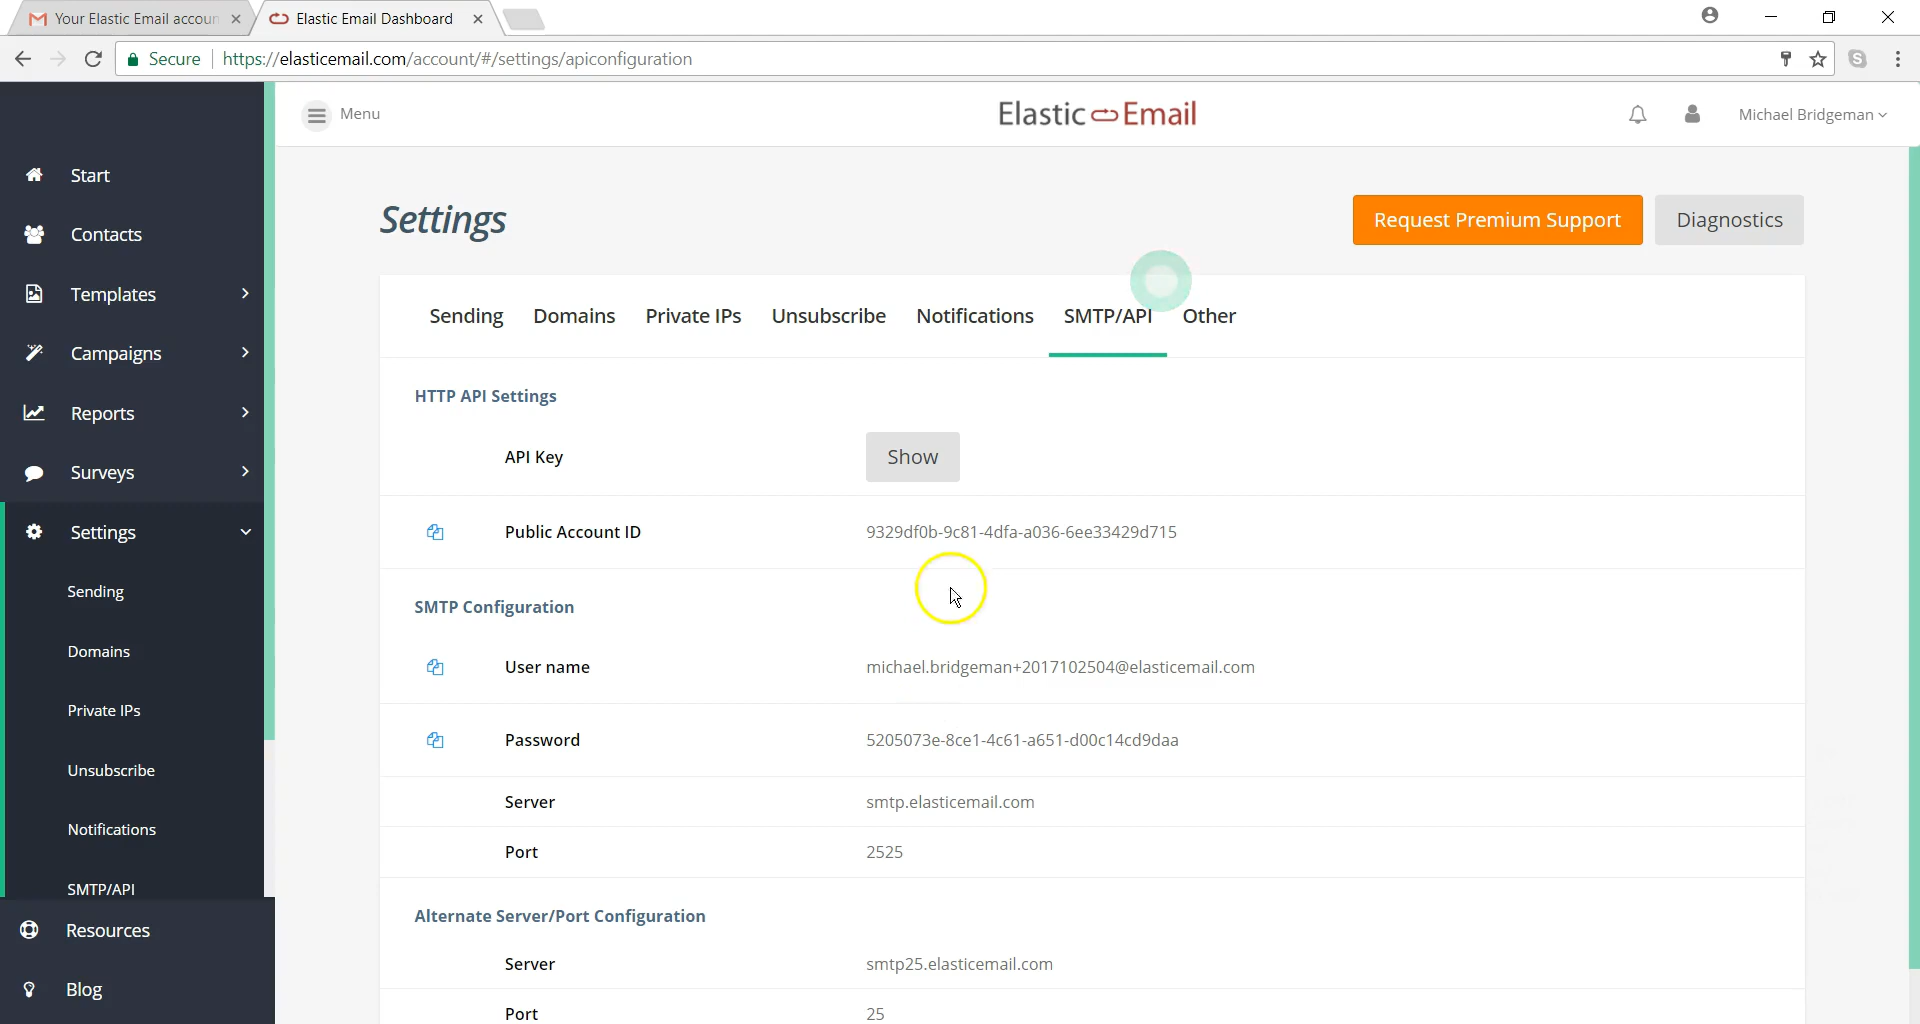 Your Elastic Email accoun
Elastic Email Dashboard
Secure
https://elasticemail.com/account/#/settings/apiconfiguration
Menu
Elastic Email
Michael Bridgeman
Start
Contacts
Templates
Campaigns
Reports
Surveys
Settings
Sending
Domains
Private IPs
Unsubscribe
Notifications
SMTP/API
Resources
Blog
Settings
Request Premium Support
Diagnostics
Sending Domains Private IPs Unsubscribe Notifications SMTP/API Other
HTTP API Settings
API Key Show
Public Account ID 9329df0b-9c81-4dfa-a036-6ee33429d715
SMTP Configuration
User name michael.bridgeman+2017102504@elasticemail.com
Password 5205073e-8ce1-4c61-a651-d00c14cd9daa
Server smtp.elasticemail.com
Port 2525
Alternate Server/Port Configuration
Server smtp25.elasticemail.com
Port 25